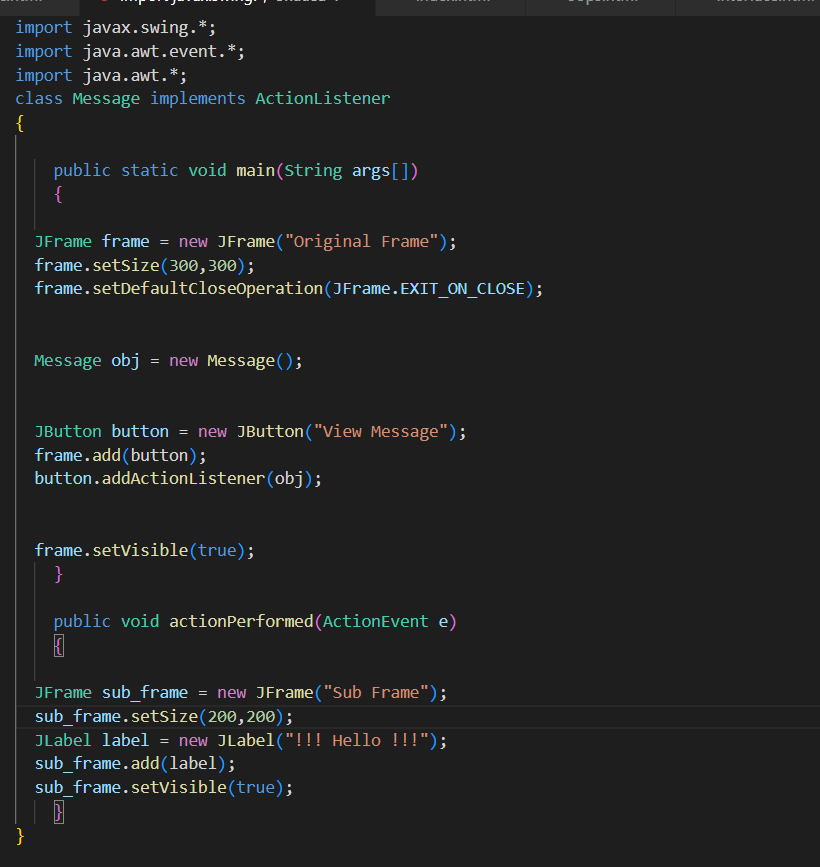 import javax.swing.*;
import java.awt.event.*;
import java.awt.*;
class Message implements ActionListener
{
public static void main(String args[])
{
JFrame frame = new JFrame("Original Frame");
frame.setSize(300,300);
frame.setDefaultCloseOperation(JFrame.EXIT_ON_CLOSE);
Message obj = new Message();
JButton button = new JButton("View Message");
frame.add(button);
button.addActionListener(obj);
frame.setVisible(true);
}
public void actionPerformed(ActionEvent e)
{
JFrame sub_frame = new JFrame("Sub Frame");
sub_frame.setSize(200,200);
JLabel label = new JLabel("!!! Hello !!!");
sub_frame.add(label);
sub_frame.setVisible(true);
}
}